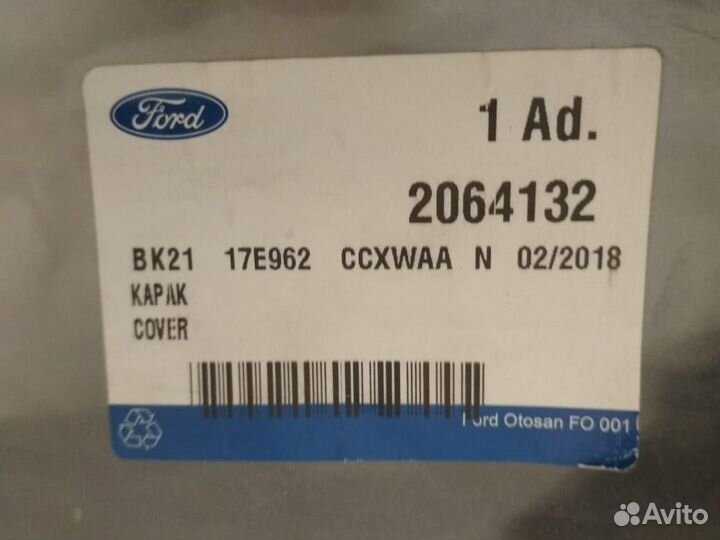 Ford
1 Ad.
2064132
BK21 17E962 CCXWAA N 02/2018
KAPAK
COVER
Ford Otosan FO 001
Avito